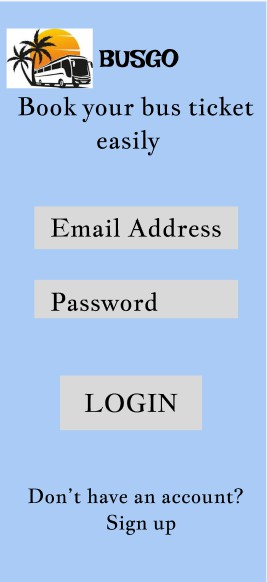 BUSGO
Book your bus ticket
easily
Email Address
Password
LOGIN
Don't have an account?
Sign up